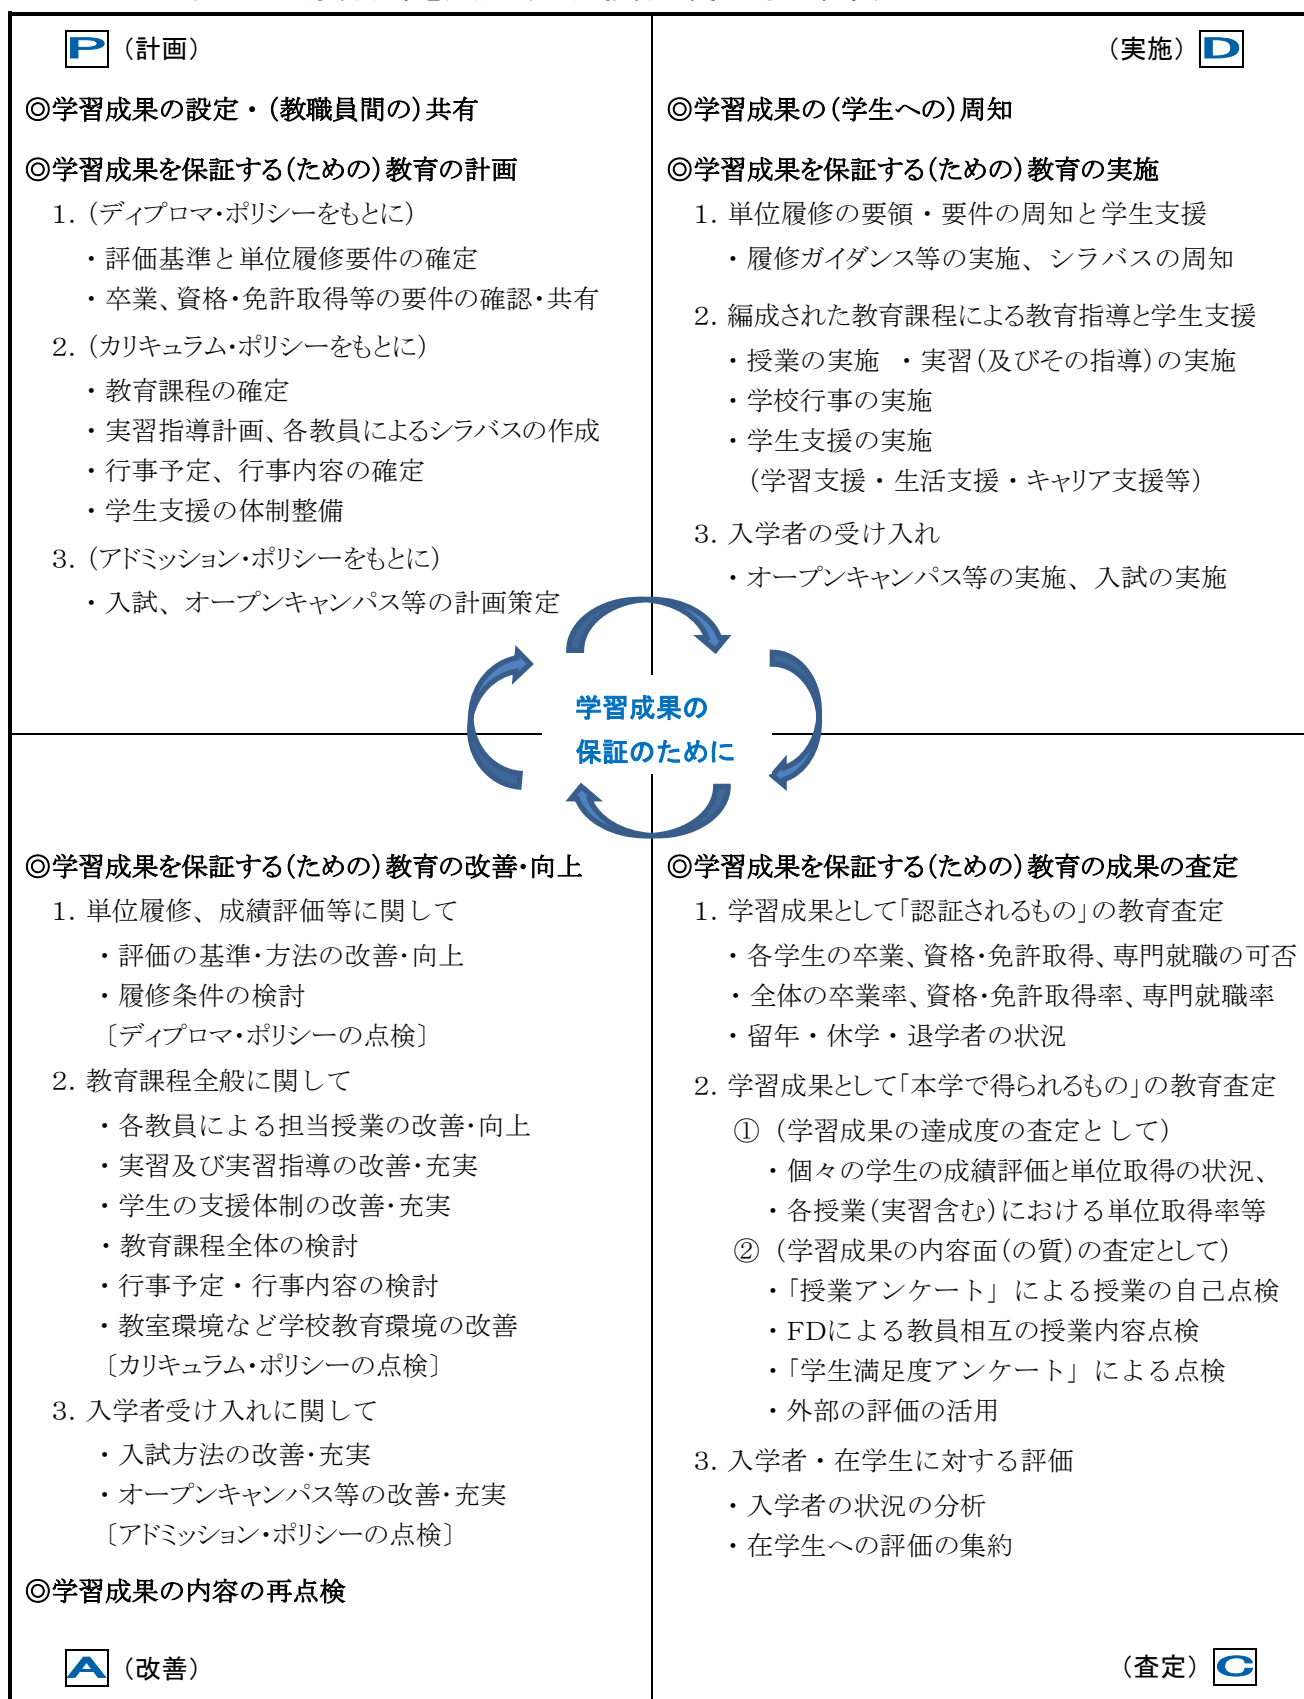 P （計画）
◎学習成果の設定・（教職員間の）共有
◎学習成果を保証する（ための）教育の計画
1. （ディプロマ・ポリシーをもとに）
・評価基準と単位履修要件の確定
・卒業、資格・免許取得等の要件の確認・共有
2. （カリキュラム・ポリシーをもとに）
・教育課程の確定
・実習指導計画、各教員によるシラバスの作成
・行事予定、行事内容の確定
・学生支援の体制整備
3. （アドミッション・ポリシーをもとに）
・入試、オープンキャンパス等の計画策定
（実施） D
◎学習成果の（学生への）周知
◎学習成果を保証する（ための）教育の実施
1. 単位履修の要領・要件の周知と学生支援
・履修ガイダンス等の実施、シラバスの周知
2. 編成された教育課程による教育指導と学生支援
・授業の実施 ・実習（及びその指導）の実施
・学校行事の実施
・学生支援の実施
（学習支援・生活支援・キャリア支援等）
3. 入学者の受け入れ
・オープンキャンパス等の実施、入試の実施
学習成果の
保証のために
◎学習成果を保証する（ための）教育の改善・向上
1. 単位履修、成績評価等に関して
・評価の基準・方法の改善・向上
・履修条件の検討
〔ディプロマ・ポリシーの点検〕
2. 教育課程全般に関して
・各教員による担当授業の改善・向上
・実習及び実習指導の改善・充実
・学生の支援体制の改善・充実
・教育課程全体の検討
・行事予定・行事内容の検討
・教室環境など学校教育環境の改善
〔カリキュラム・ポリシーの点検〕
3. 入学者受け入れに関して
・入試方法の改善・充実
・オープンキャンパス等の改善・充実
〔アドミッション・ポリシーの点検〕
◎学習成果の内容の再点検
A （改善）
◎学習成果を保証する（ための）教育の成果の査定
1. 学習成果として「認証されるもの」の教育査定
・各学生の卒業、資格・免許取得、専門就職の可否
・全体の卒業率、資格・免許取得率、専門就職率
・留年・休学・退学者の状況
2. 学習成果として「本学で得られるもの」の教育査定
① （学習成果の達成度の査定として）
・個々の学生の成績評価と単位取得の状況、
・各授業（実習含む）における単位取得率等
② （学習成果の内容面（の質）の査定として）
・「授業アンケート」による授業の自己点検
・FDによる教員相互の授業内容点検
・「学生満足度アンケート」による点検
・外部の評価の活用
3. 入学者・在学生に対する評価
・入学者の状況の分析
・在学生への評価の集約
（査定） C